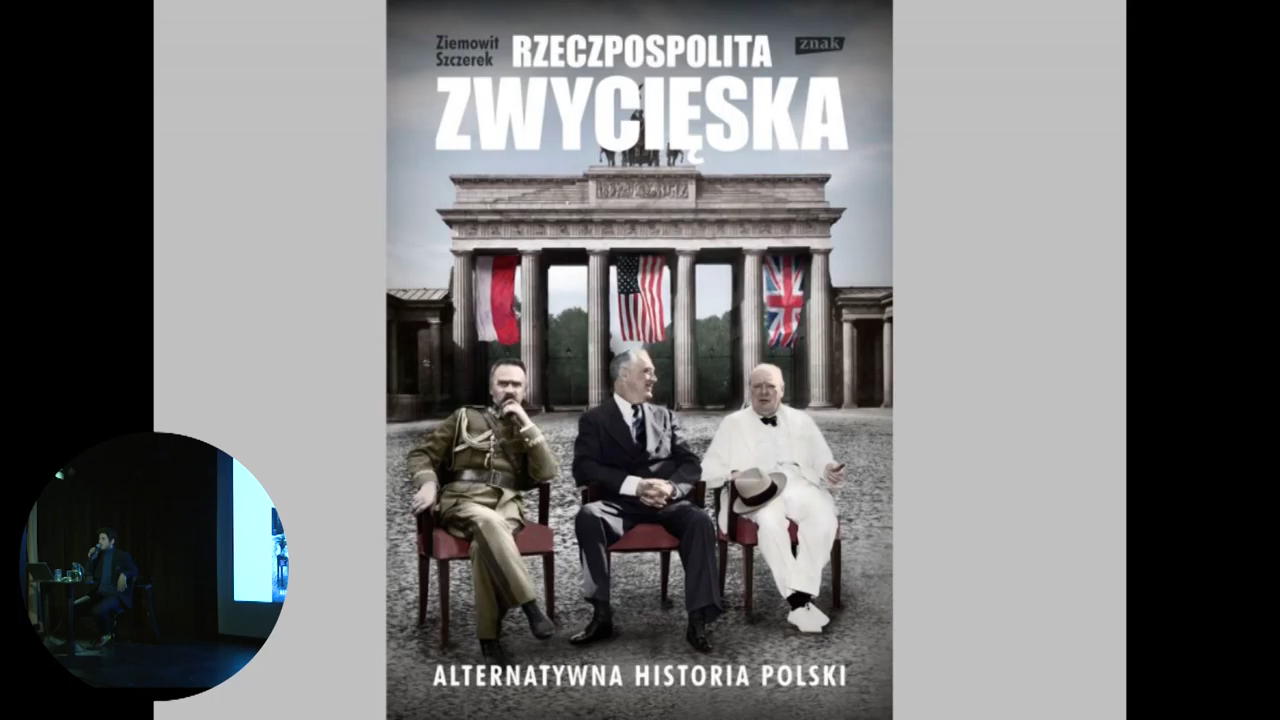 Ziemowit
Szczerek
RZECZPOSPOLITA
znak
ZWYCIĘSKA
ALTERNATYWNA HISTORIA POLSKI